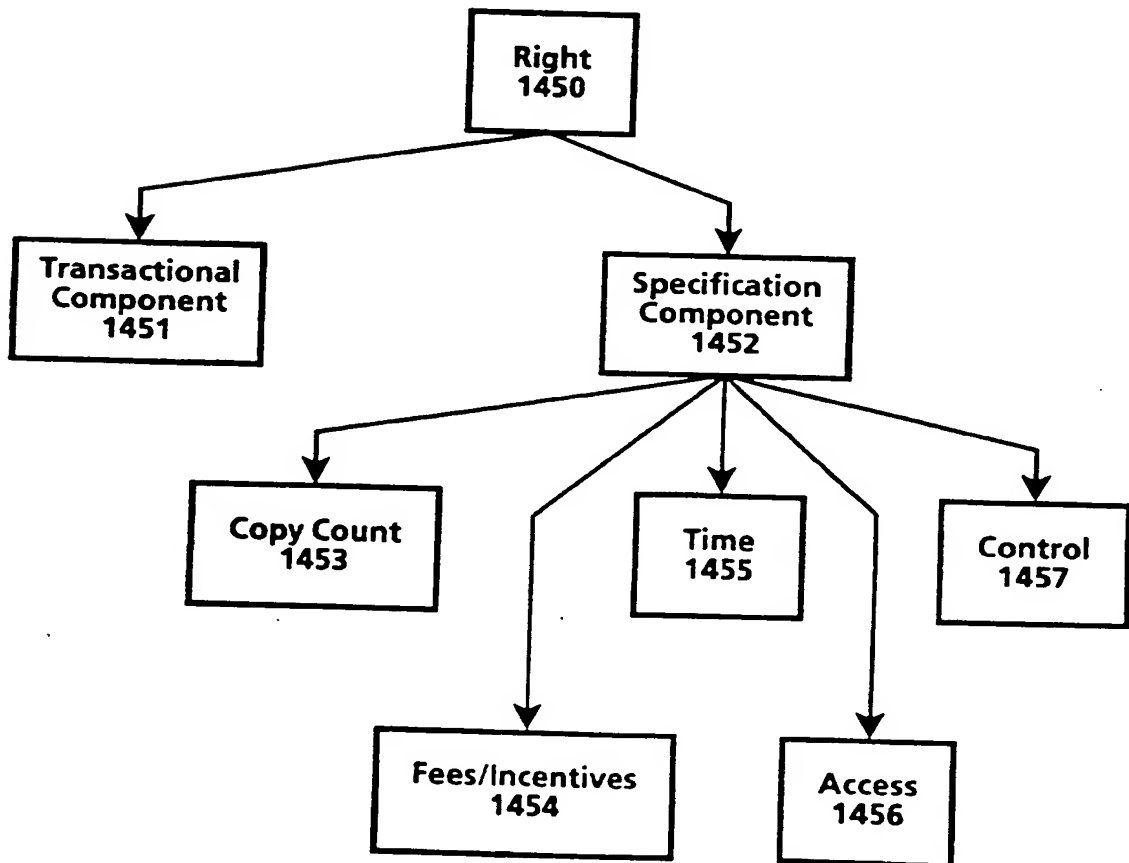 Right
1450
Transactional
Component
1451
Specification
Component
1452
Copy Count
1453
Time
1455
Control
1457
Fees/Incentives
1454
Access
1456